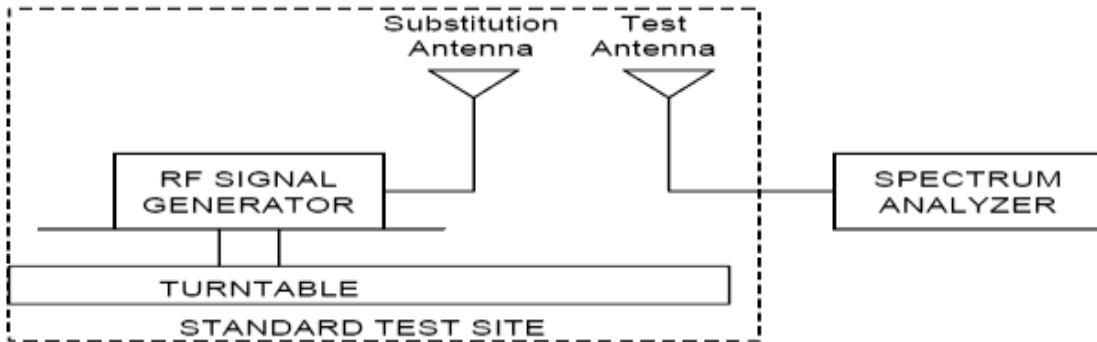 Substitution
Antenna
Test
Antenna
RF SIGNAL
GENERATOR
SPECTRUM
ANALYZER
TURNTABLE
STANDARD TEST SITE